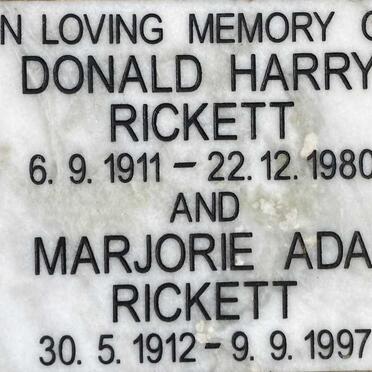 N LOVING MEMORY O
DONALD HARRY
RICKETT
6. 9. 1911 – 22. 12. 1980
AND
MARJORIE ADA
RICKETT
30. 5. 1912 – 9. 9. 1997